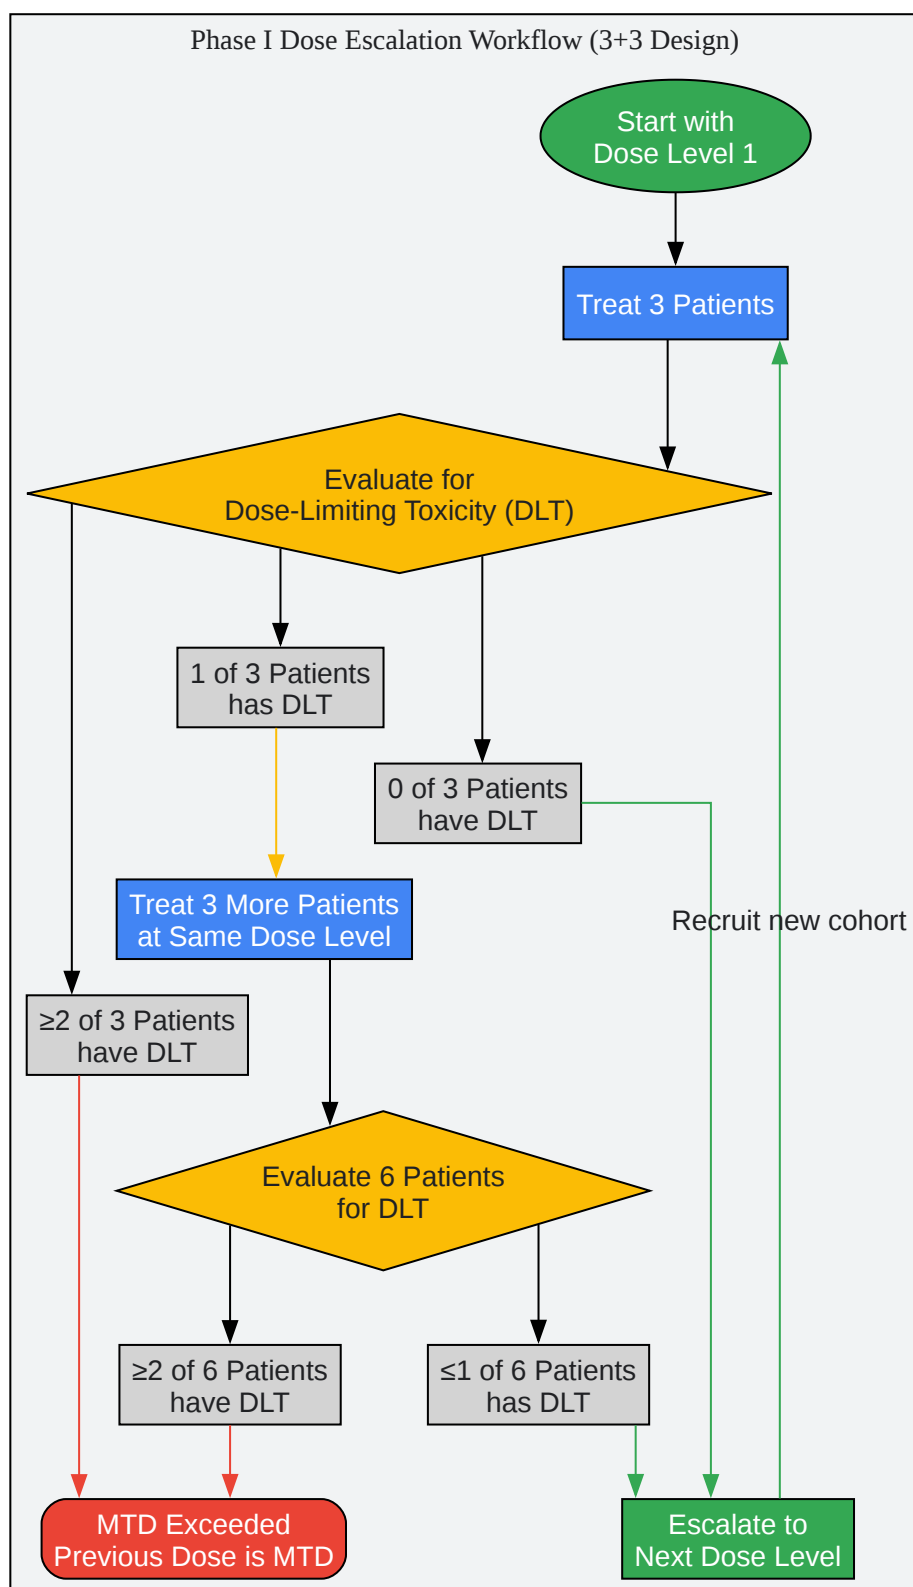 Phase I Dose Escalation Workflow (3+3 Design)
Start with
Dose Level 1
Treat 3 Patients
Evaluate for
Dose-Limiting Toxicity (DLT)
1 of 3 Patients
has DLT
0 of 3 Patients
have DLT
Treat 3 More Patients
at Same Dose Level
Recruit new cohort
≥2 of 3 Patients
have DLT
Evaluate 6 Patients
for DLT
≥2 of 6 Patients
have DLT
≤1 of 6 Patients
has DLT
MTD Exceeded
Previous Dose is MTD
Escalate to
Next Dose Level